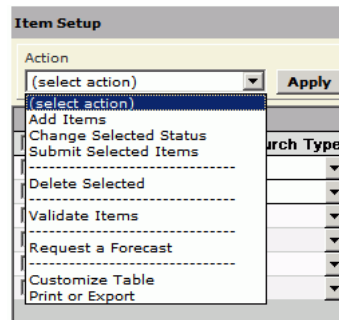 Item Setup
Action
(select action)
Apply
(select action)
Add Items
Change Selected Status
Submit Selected Items
--------------------
Delete Selected
--------------------
Validate Items
--------------------
Request a Forecast
--------------------
Customize Table
Print or Export
Type